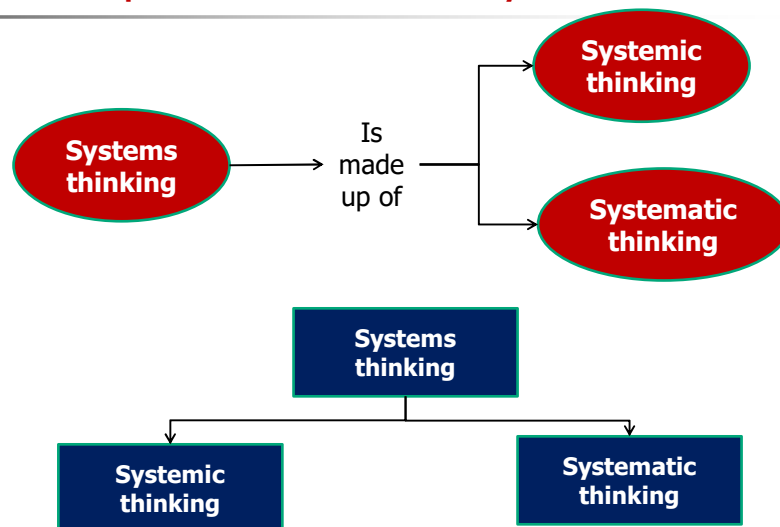 Systemic
thinking
Systems
thinking
Is
made
up of
Systematic
thinking
Systems
thinking
Systemic
thinking
Systematic
thinking